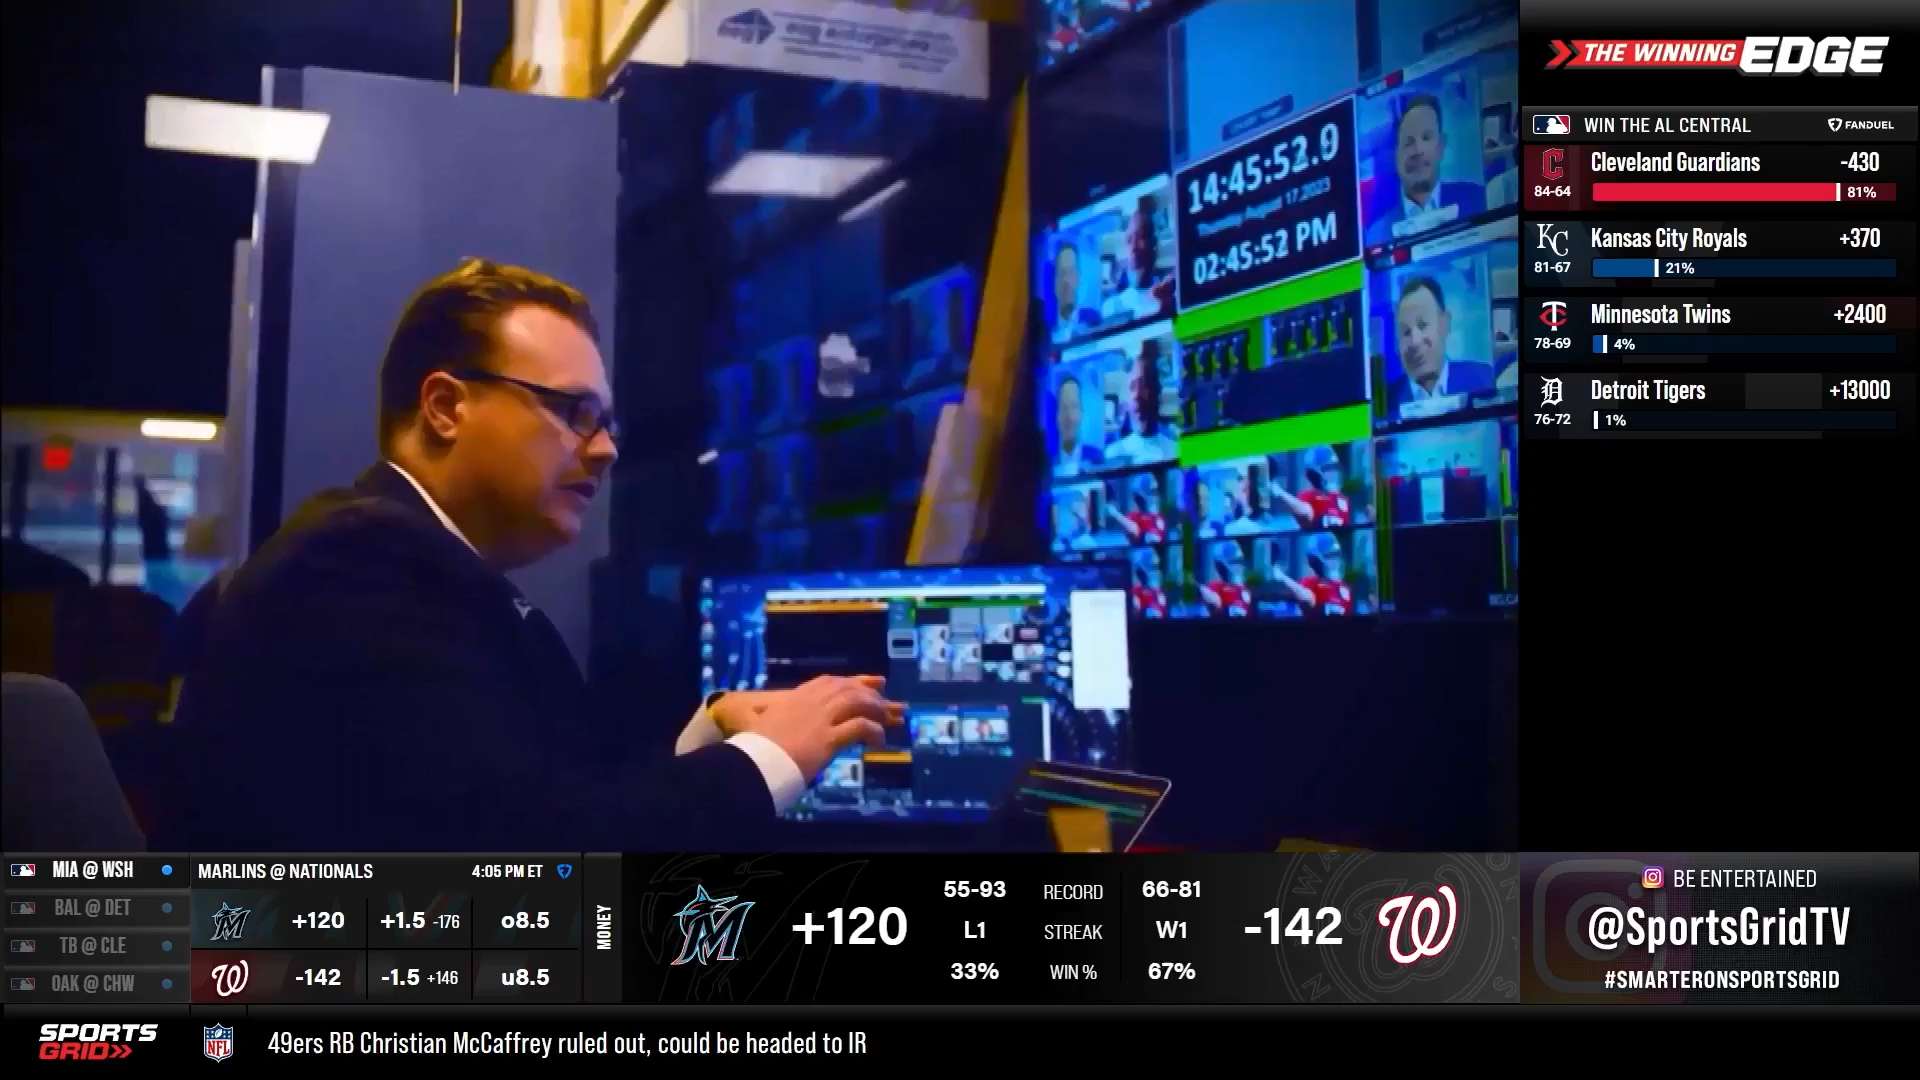 14:45:52.9
Thursday August 17, 2023
02:45:52 PM
THE WINNING EDGE
WIN THE AL CENTRAL
FANDUEL
Cleveland Guardians -430
84-64 81%
Kansas City Royals +370
81-67 21%
Minnesota Twins +2400
78-69 4%
Detroit Tigers +13000
76-72 1%
MIA @ WSH
BAL @ DET
TB @ CLE
OAK @ CHW
MARLINS @ NATIONALS 4:05 PM ET
+120 +1.5 -176 o8.5
W -142 -1.5 +146 u8.5
MONEY
+120
55-93 RECORD 66-81
L1 STREAK W1
33% WIN % 67%
-142 W
BE ENTERTAINED
@SportsGridTV
#SMARTERONSPORTSGRID
SPORTS
GRID
NFL
49ers RB Christian McCaffrey ruled out, could be headed to IR